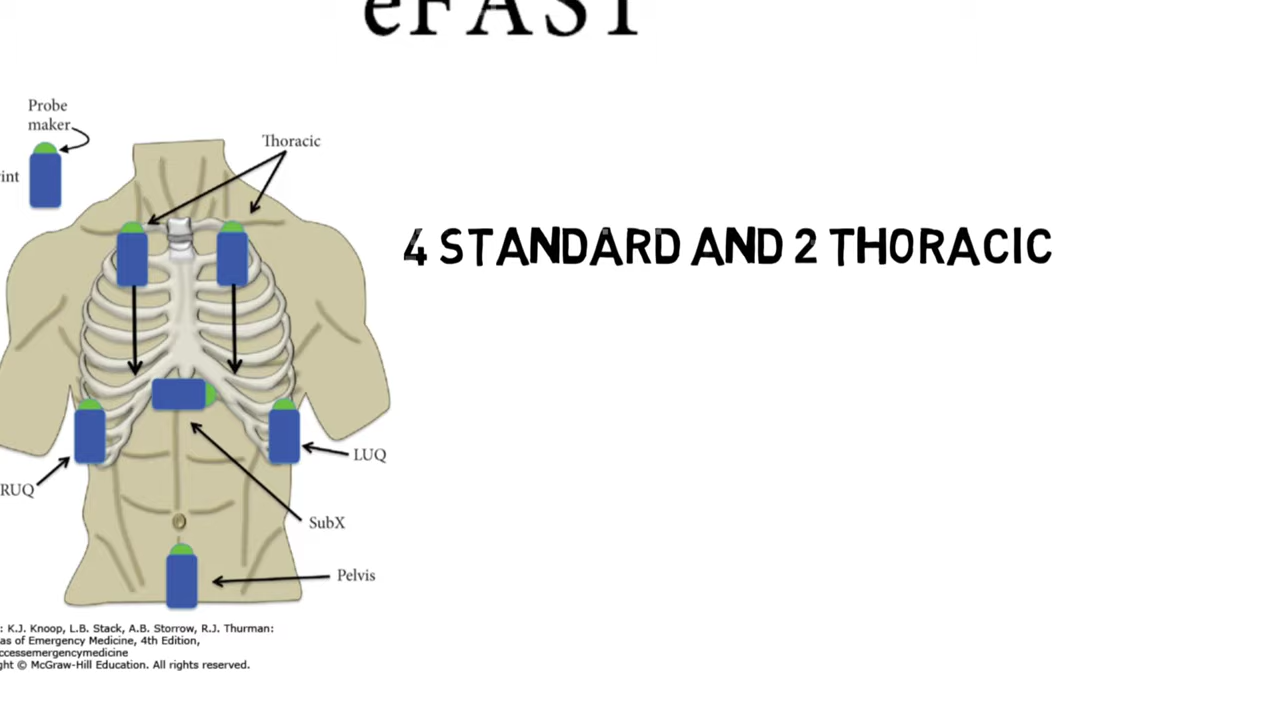 eFAST
Probe
maker
Thoracic
int
4 STANDARD AND 2 THORACIC
LUQ
RUQ
SubX
Pelvis
: K.J. Knoop, L.B. Stack, A.B. Storrow, R.J. Thurman:
as of Emergency Medicine, 4th Edition,
ccessemergencymedicine
ght © McGraw-Hill Education. All rights reserved.